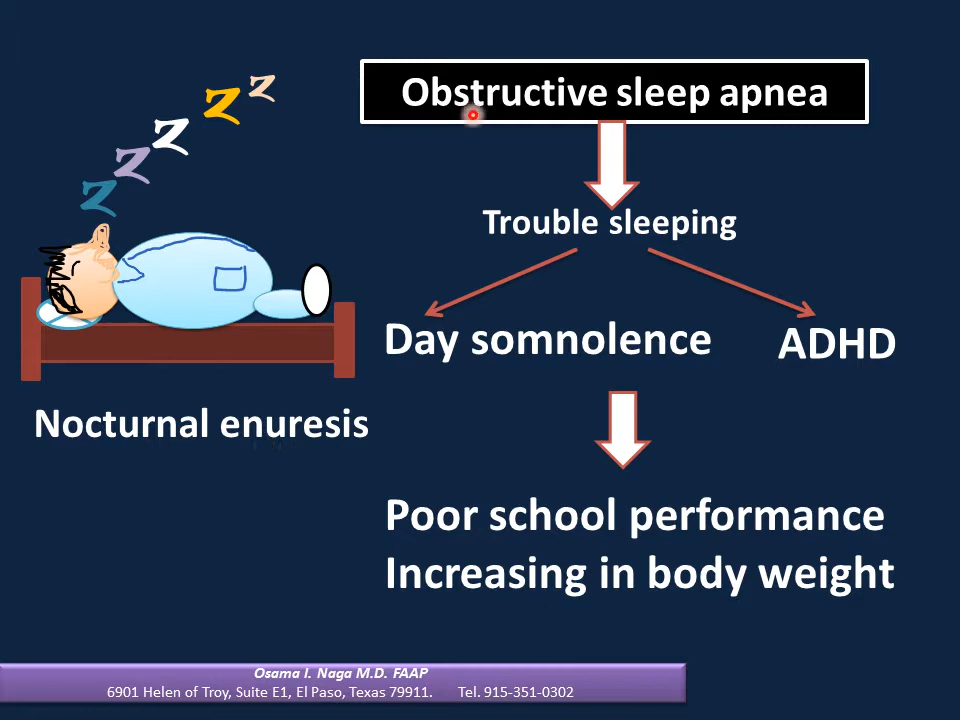 Z
Z
Z
Z
Z
Obstructive sleep apnea
Trouble sleeping
Day somnolence
ADHD
Nocturnal enuresis
Poor school performance
Increasing in body weight
Osama I. Naga M.D. FAAP
6901 Helen of Troy, Suite E1, El Paso, Texas 79911. Tel. 915-351-0302